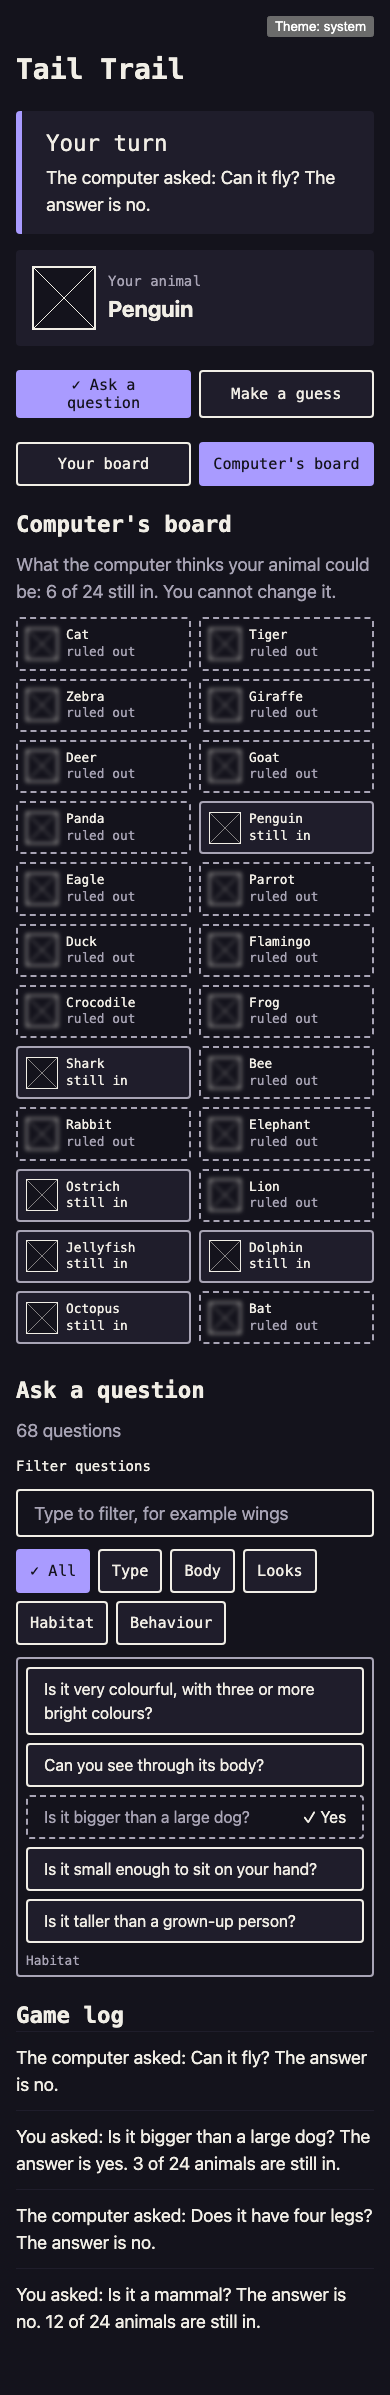 Theme: system
Tail Trail
Your turn
The computer asked: Can it fly? The
answer is no.
Your animal
Penguin
✓ Ask a
question
Make a guess
Your board
Computer's board
Computer's board
What the computer thinks your animal could
be: 6 of 24 still in. You cannot change it.
Cat
ruled out
Tiger
ruled out
Zebra
ruled out
Giraffe
ruled out
Deer
ruled out
Goat
ruled out
Panda
ruled out
Penguin
still in
Eagle
ruled out
Parrot
ruled out
Duck
ruled out
Flamingo
ruled out
Crocodile
ruled out
Frog
ruled out
Shark
still in
Bee
ruled out
Rabbit
ruled out
Elephant
ruled out
Ostrich
still in
Lion
ruled out
Jellyfish
still in
Dolphin
still in
Octopus
still in
Bat
ruled out
Ask a question
68 questions
Filter questions
Type to filter, for example wings
✓ All
Type
Body
Looks
Habitat
Behaviour
Is it very colourful, with three or more
bright colours?
Can you see through its body?
Is it bigger than a large dog? ✓ Yes
Is it small enough to sit on your hand?
Is it taller than a grown-up person?
Habitat
Game log
The computer asked: Can it fly? The answer
is no.
You asked: Is it bigger than a large dog? The
answer is yes. 3 of 24 animals are still in.
The computer asked: Does it have four legs?
The answer is no.
You asked: Is it a mammal? The answer is
no. 12 of 24 animals are still in.